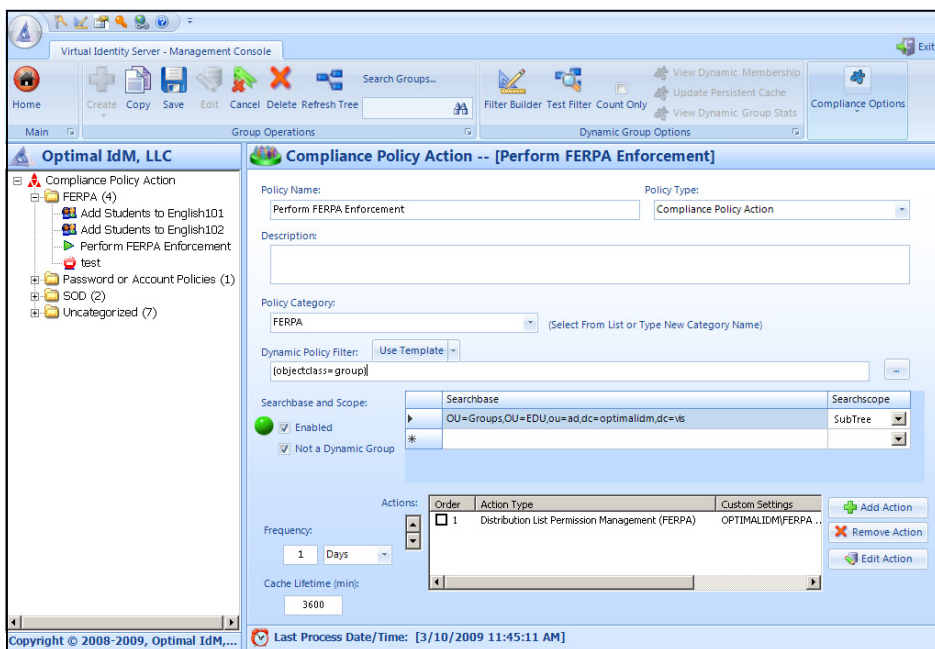 Virtual Identity Server - Management Console
Exit
Home
Create
Copy
Save
Edit
Cancel
Delete
Refresh Tree
Search Groups...
Filter Builder
Test Filter
Count Only
View Dynamic Membership
Update Persistent Cache
View Dynamic Group Stats
Compliance Options
Main
Group Operations
Dynamic Group Options
Optimal IdM, LLC
Compliance Policy Action
FERPA (4)
Add Students to English101
Add Students to English102
Perform FERPA Enforcement
test
Password or Account Policies (1)
SOD (2)
Uncategorized (7)
Copyright © 2008-2009, Optimal IdM,...
Compliance Policy Action -- [Perform FERPA Enforcement]
Policy Name:
Policy Type:
Perform FERPA Enforcement
Compliance Policy Action
Description:
Policy Category:
FERPA
(Select From List or Type New Category Name)
Dynamic Policy Filter:
Use Template
(objectclass=group)
...
Searchbase and Scope:
Searchbase
Searchscope
OU=Groups,OU=EDU,ou=ad,dc=optimalidm,dc=vis
SubTree
Enabled
Not a Dynamic Group
Actions:
Order
Action Type
Custom Settings
1
Distribution List Permission Management (FERPA)
OPTIMALIDM\FERPA ..
Add Action
Remove Action
Edit Action
Frequency:
1
Days
Cache Lifetime (min):
3600
Last Process Date/Time: [3/10/2009 11:45:11 AM]